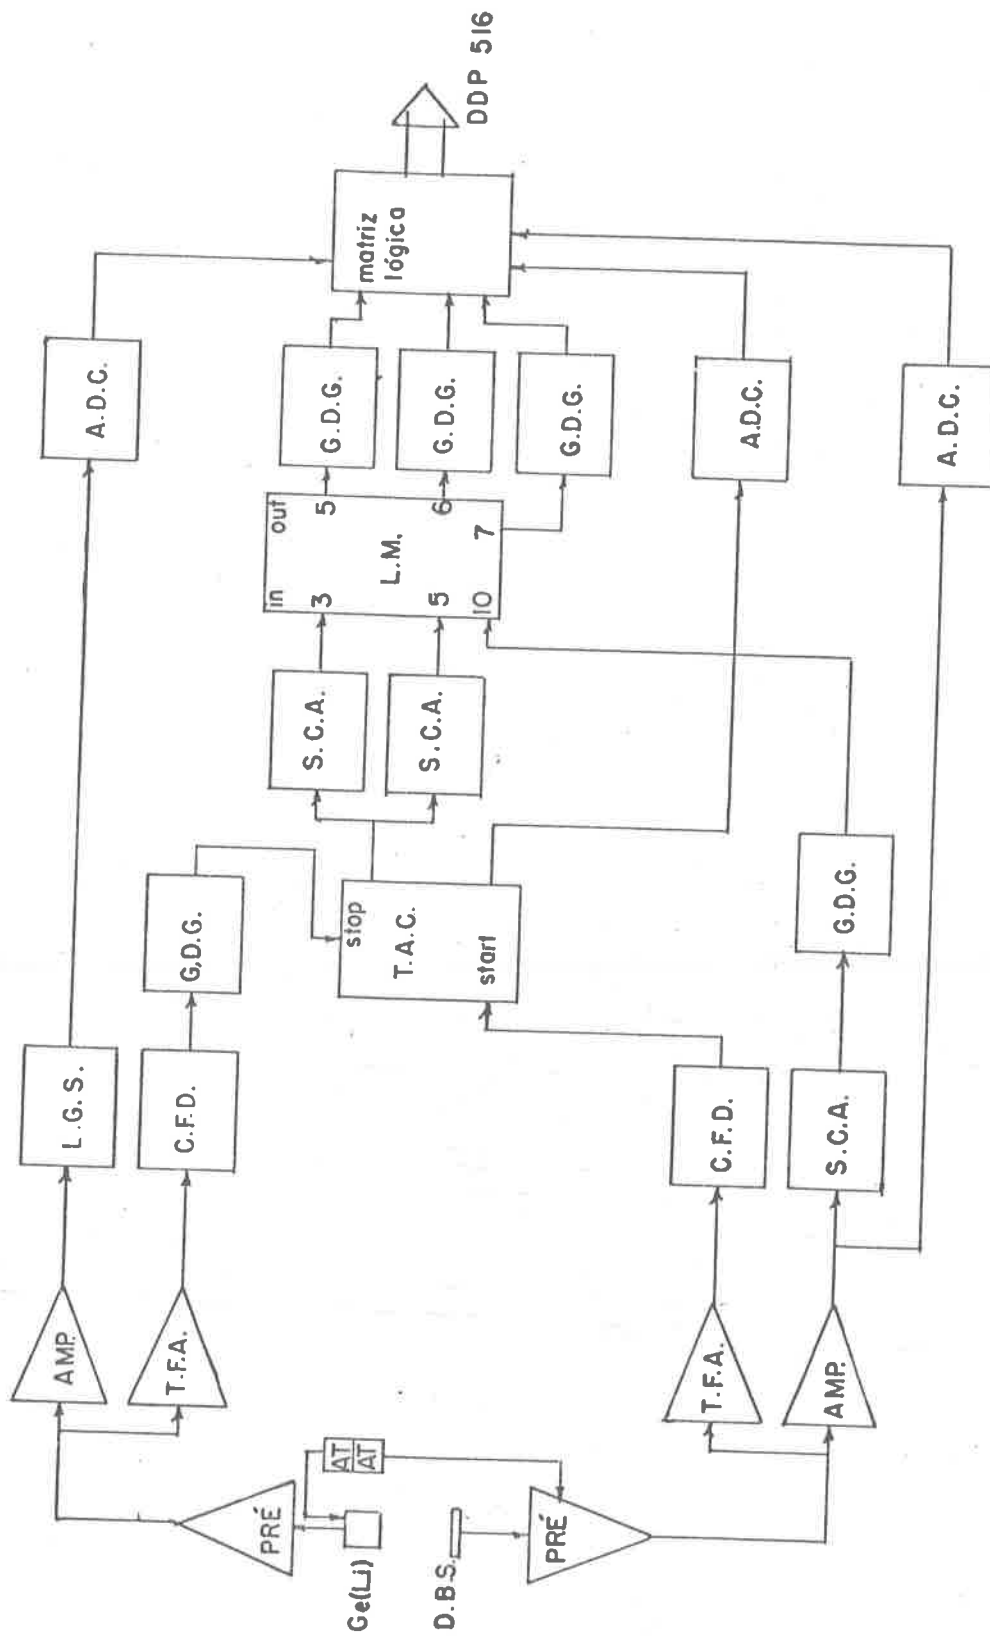 AMP.
L.G.S.
A.D.C.
T.F.A.
C.F.D.
G.D.G.
PRÉ
AT
AT
Ge(Li)
stop
T.A.C.
start
S.C.A.
S.C.A.
in
out
3
5
L.M.
5
6
10
7
G.D.G.
G.D.G.
G.D.G.
matriz
lógica
DDP 516
D.B.S.
PRÉ
T.F.A.
C.F.D.
A.D.C.
AMP.
S.C.A.
G.D.G.
A.D.C.